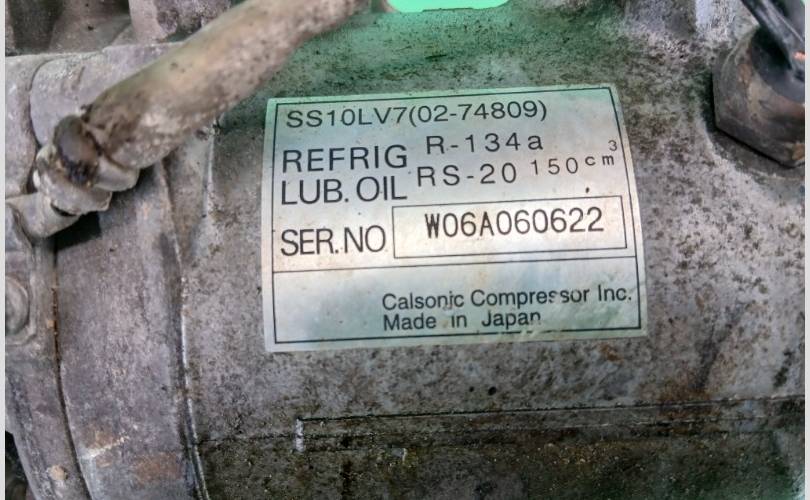 SS10LV7(02-74809)
REFRIG R-134a
LUB. OIL RS-20 150cm³
SER.NO W06A060622
Calsonic Compressor Inc.
Made in Japan